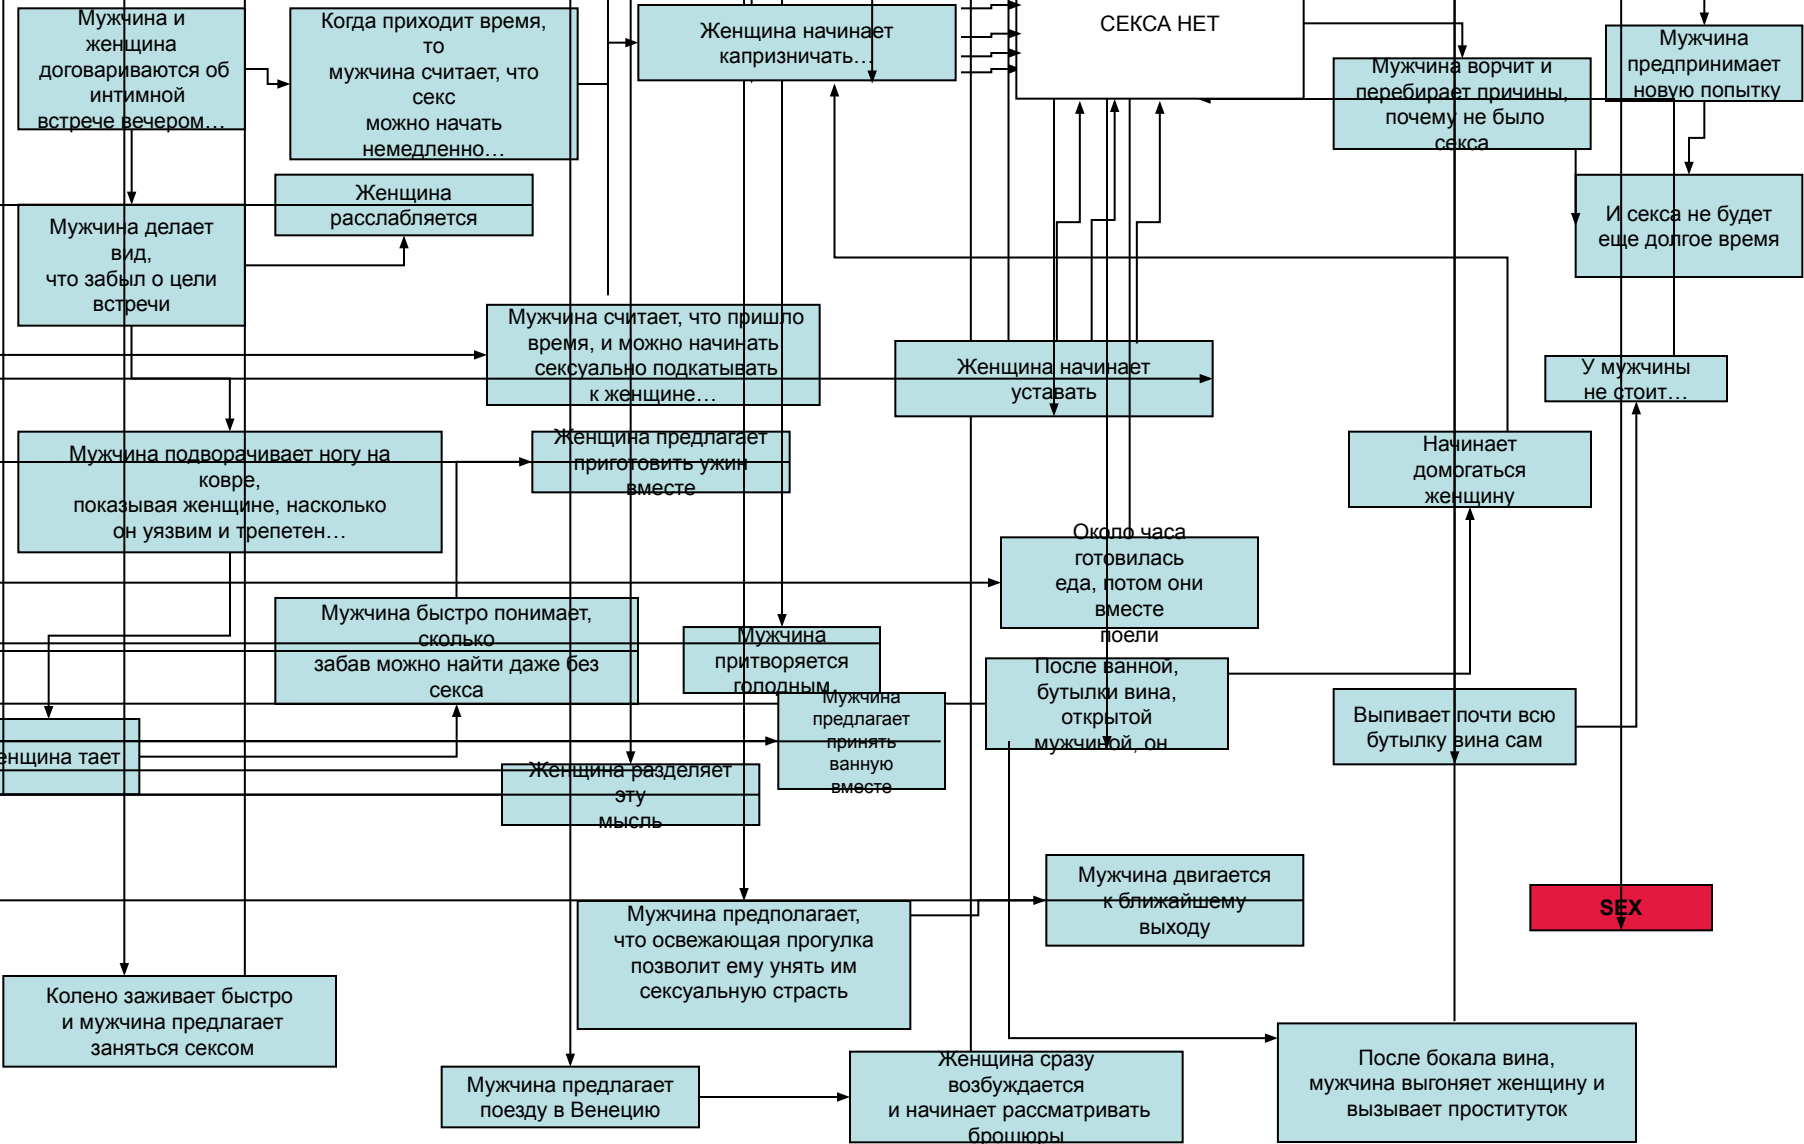 Мужчина и
женщина
договариваются об
интимной
встрече вечером…
Когда приходит время,
то
мужчина считает, что
секс
можно начать
немедленно…
Женщина начинает
капризничать…
СЕКСА НЕТ
Мужчина ворчит и
перебирает причины,
почему не было
секса
Мужчина
предпринимает
новую попытку
Женщина
расслабляется
Мужчина делает
вид,
что забыл о цели
встречи
И секса не будет
еще долгое время
Мужчина считает, что пришло
время, и можно начинать
сексуально подкатывать
к женщине…
Женщина начинает
уставать
У мужчины
не стоит…
Мужчина подворачивает ногу на
ковре,
показывая женщине, насколько
он уязвим и трепетен…
Женщина предлагает
приготовить ужин
вместе
Начинает
домогаться
женщину
Около часа
готовилась
еда, потом они
вместе
поели
Мужчина быстро понимает,
сколько
забав можно найти даже без
секса
Мужчина
притворяется
голодным
После ванной,
бутылки вина,
открытой
мужчиной, он
Мужчина
предлагает
принять
ванную
вместе
Выпивает почти всю
бутылку вина сам
енщина тает
Женщина разделяет
эту
мысль
Мужчина двигается
к ближайшему
выходу
SEX
Мужчина предполагает,
что освежающая прогулка
позволит ему унять им
сексуальную страсть
Колено заживает быстро
и мужчина предлагает
заняться сексом
Мужчина предлагает
поезду в Венецию
Женщина сразу
возбуждается
и начинает рассматривать
брошюры
После бокала вина,
мужчина выгоняет женщину и
вызывает проституток